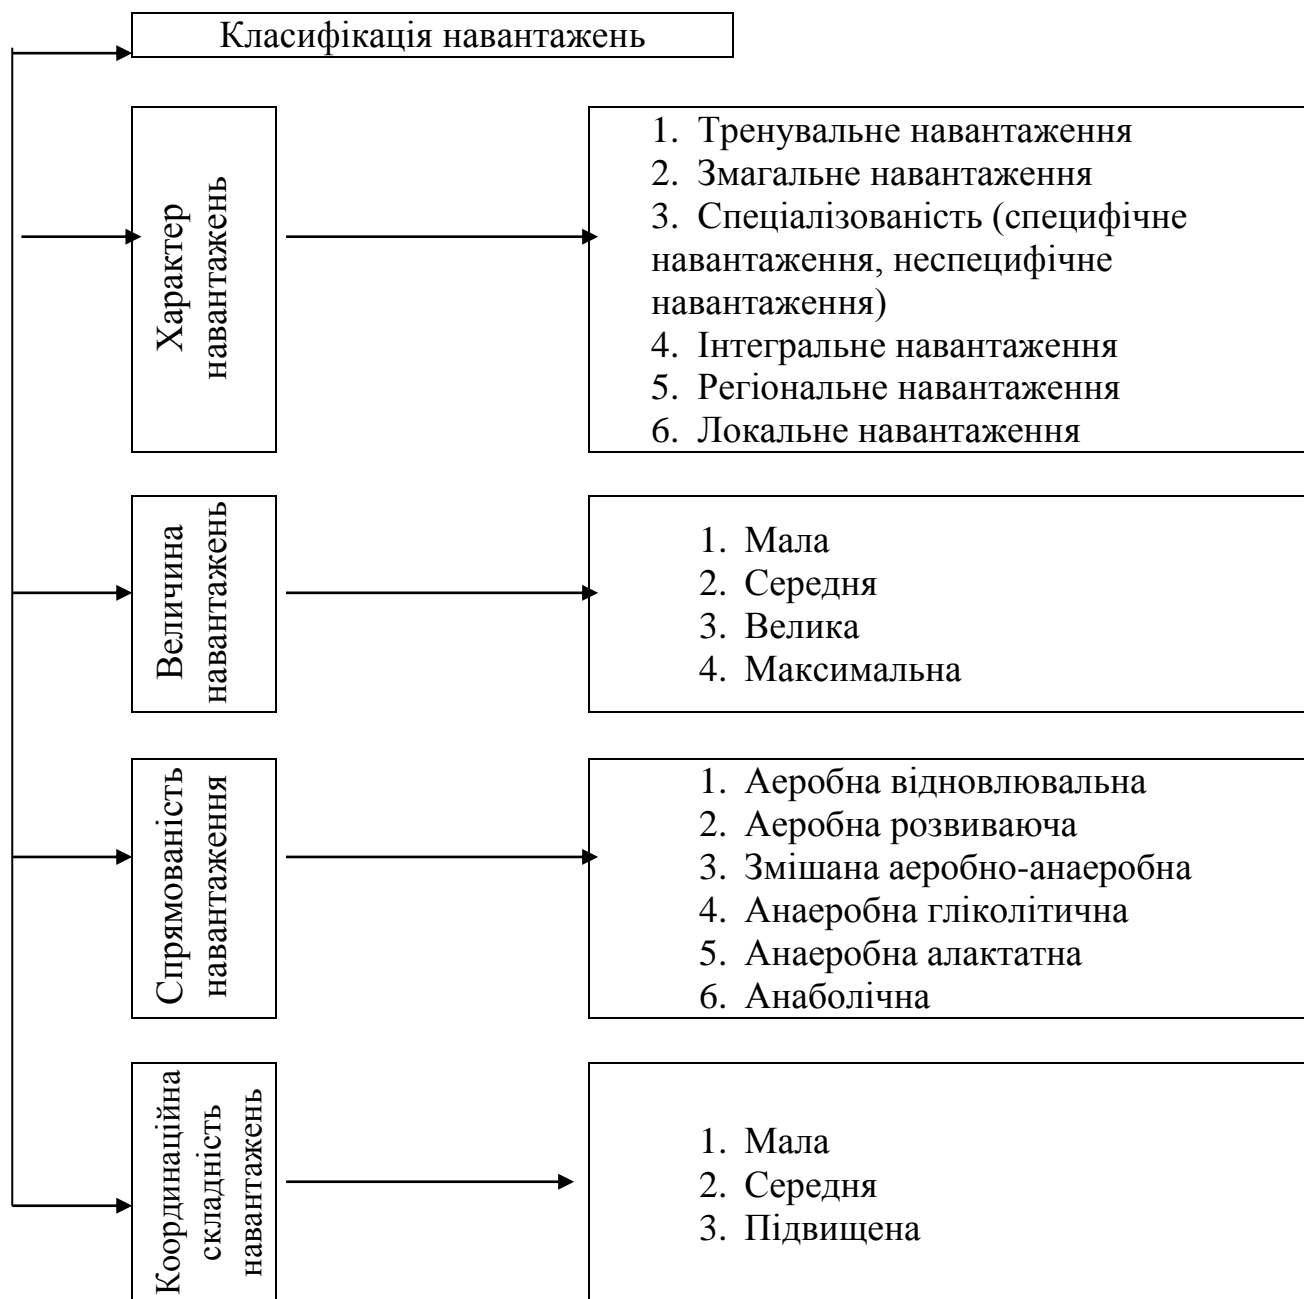 Класифікація навантажень
Характер
навантажень
1. Тренувальне навантаження
2. Змагальне навантаження
3. Спеціалізованість (специфічне
навантаження, неспецифічне
навантаження)
4. Інтегральне навантаження
5. Регіональне навантаження
6. Локальне навантаження
Величина
навантажень
1. Мала
2. Середня
3. Велика
4. Максимальна
Спрямованість
навантаження
1. Аеробна відновлювальна
2. Аеробна розвиваюча
3. Змішана аеробно-анаеробна
4. Анаеробна гліколітична
5. Анаеробна алактатна
6. Анаболічна
Координаційна
складність
навантажень
1. Мала
2. Середня
3. Підвищена